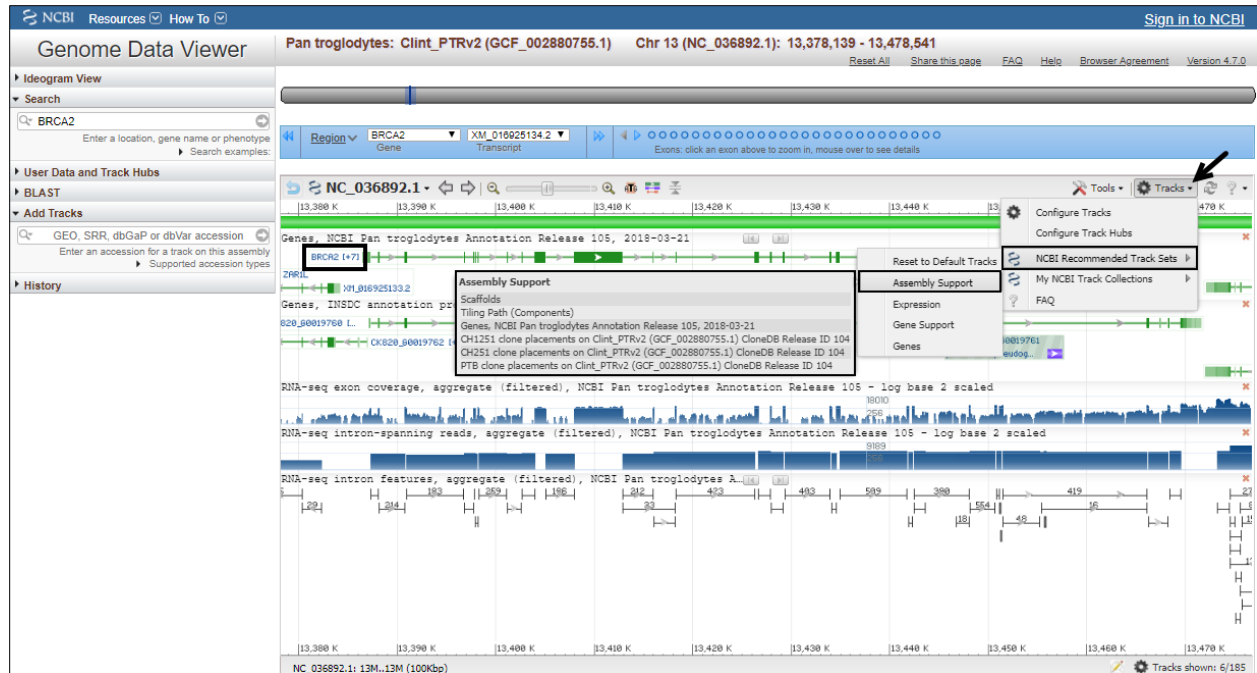 NCBI Resources How To Sign in to NCBI
Genome Data Viewer
Pan troglodytes: Clint_PTRv2 (GCF_002880755.1) Chr 13 (NC_036892.1): 13,378,139 - 13,478,541
Reset All Share this page FAQ Help Browser Agreement Version 4.7.0
Ideogram View
Search
BRCA2
Enter a location, gene name or phenotype
Search examples:
User Data and Track Hubs
BLAST
Add Tracks
GEO, SRR, dbGaP or dbVar accession
Enter an accession for a track on this assembly
Supported accession types
History
Region BRCA2 XM_016925134.2
Gene Transcript Exons: click an exon above to zoom in, mouse over to see details
NC_036892.1 Tools Tracks ?
13,380 K 13,390 K 13,400 K 13,410 K 13,420 K 13,430 K 13,440 K 13 470 K
Configure Tracks
Configure Track Hubs
NCBI Recommended Track Sets
My NCBI Track Collections
? FAQ
Reset to Default Tracks
Assembly Support
Expression
Gene Support
Genes
Genes, NCBI Pan troglodytes Annotation Release 105, 2018-03-21
BRCA2 [+7]
ZAR1L
XM_016925133.2
Assembly Support
Scaffolds
Tiling Path (Components)
Genes, NCBI Pan troglodytes Annotation Release 105, 2018-03-21
CH1251 clone placements on Clint_PTRv2 (GCF_002880755.1) CloneDB Release ID 104
CH251 clone placements on Clint_PTRv2 (GCF_002880755.1) CloneDB Release ID 104
PTB clone placements on Clint_PTRv2 (GCF_002880755.1) CloneDB Release ID 104
Genes, INSDC annotation pr
820_G0019760 [..
CK820_G0019762 [+
G0019761
eudog..
RNA-seq exon coverage, aggregate (filtered), NCBI Pan troglodytes Annotation Release 105 - log base 2 scaled
18010
256
RNA-seq intron-spanning reads, aggregate (filtered), NCBI Pan troglodytes Annotation Release 105 - log base 2 scaled
9189
RNA-seq intron features, aggregate (filtered), NCBI Pan troglodytes A…
183 259 186 212 423 403 509 380 419 27
29 214 33 554 16
18 48
13,380 K 13,390 K 13,400 K 13,410 K 13,420 K 13,430 K 13,440 K 13,450 K 13,460 K 13,470 K
NC_036892.1: 13M..13M (100Kbp) Tracks shown: 6/185